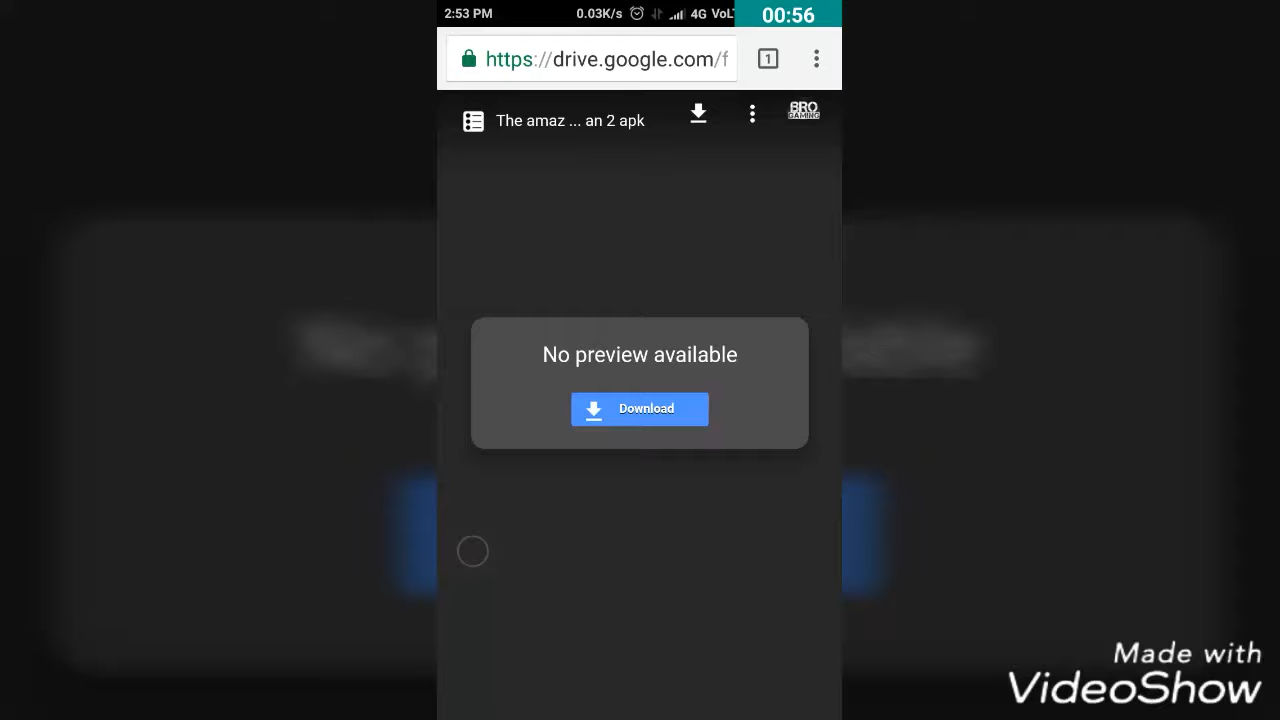 2:53 PM 0.03K/s 4G VoL 00:56
https://drive.google.com/f 1
The amaz ... an 2 apk
BRO
GAMING
No preview available
Download
Made with
VideoShow